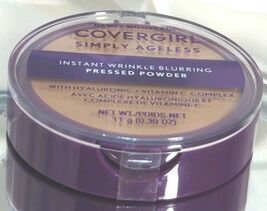 COVERGIRL
SIMPLY AGELESS
INSTANT WRINKLE BLURRING
PRESSED POWDER
WITH HYALURONIC + VITAMIN C COMPLEX
AVEC ACIDE HYALURONIQUE ET
COMPLEXE DE VITAMINE C
NET WT./POIDS NET
11 g (0.39 OZ)